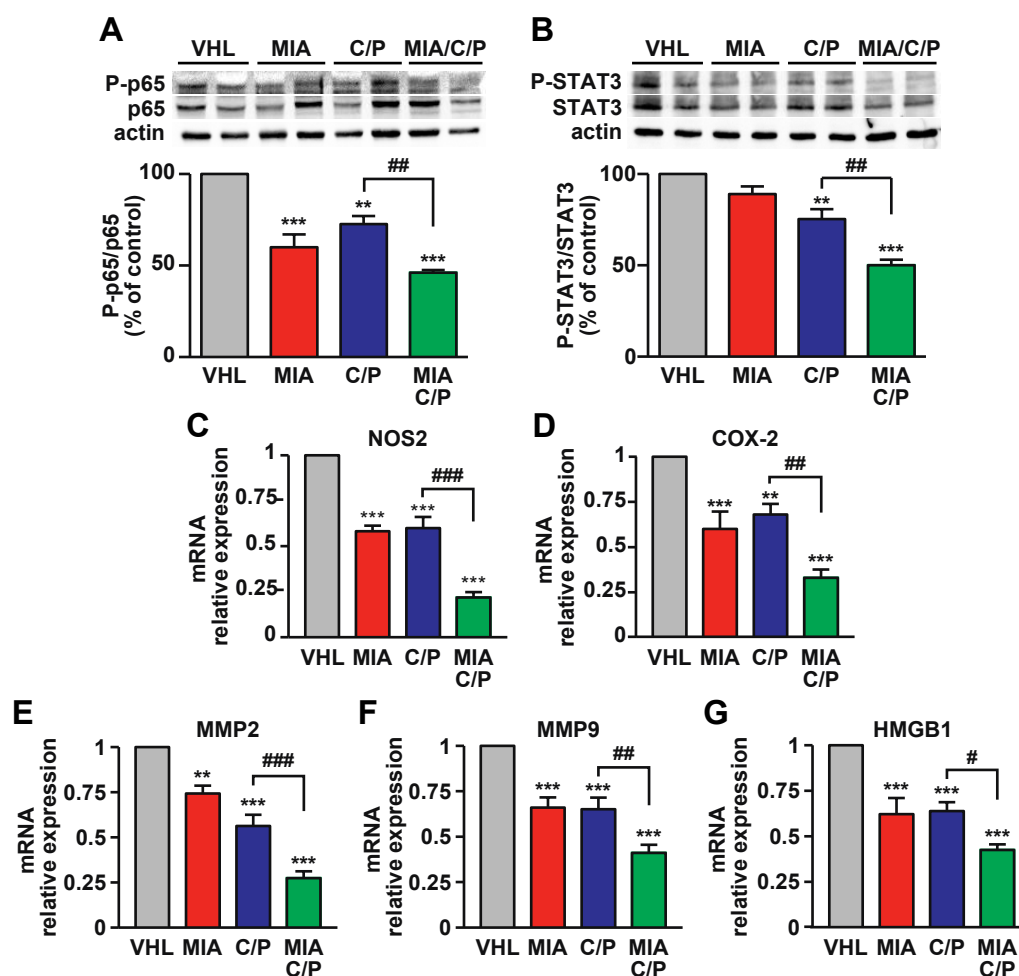 A
VHL MIA C/P MIA/C/P
P-p65
p65
actin
100
50
100
P-p65/p65
(% of control)
***
**
##
***
VHL MIA C/P MIA
C/P
B
VHL MIA C/P MIA/C/P
P-STAT3
STAT3
actin
100
50
100
P-STAT3/STAT3
(% of control)
**
##
***
VHL MIA C/P MIA
C/P
C
NOS2
1
0.75
0.5
0.25
0
mRNA
relative expression
***
***
###
***
VHL MIA C/P MIA
C/P
D
COX-2
1
0.75
0.5
0.25
0
mRNA
relative expression
***
**
##
***
VHL MIA C/P MIA
C/P
E
MMP2
1
0.75
0.5
0.25
0
mRNA
relative expression
**
***
###
***
VHL MIA C/P MIA
C/P
F
MMP9
1
0.75
0.5
0.25
0
mRNA
relative expression
***
***
##
***
VHL MIA C/P MIA
C/P
G
HMGB1
1
0.75
0.5
0.25
0
mRNA
relative expression
***
***
#
***
VHL MIA C/P MIA
C/P